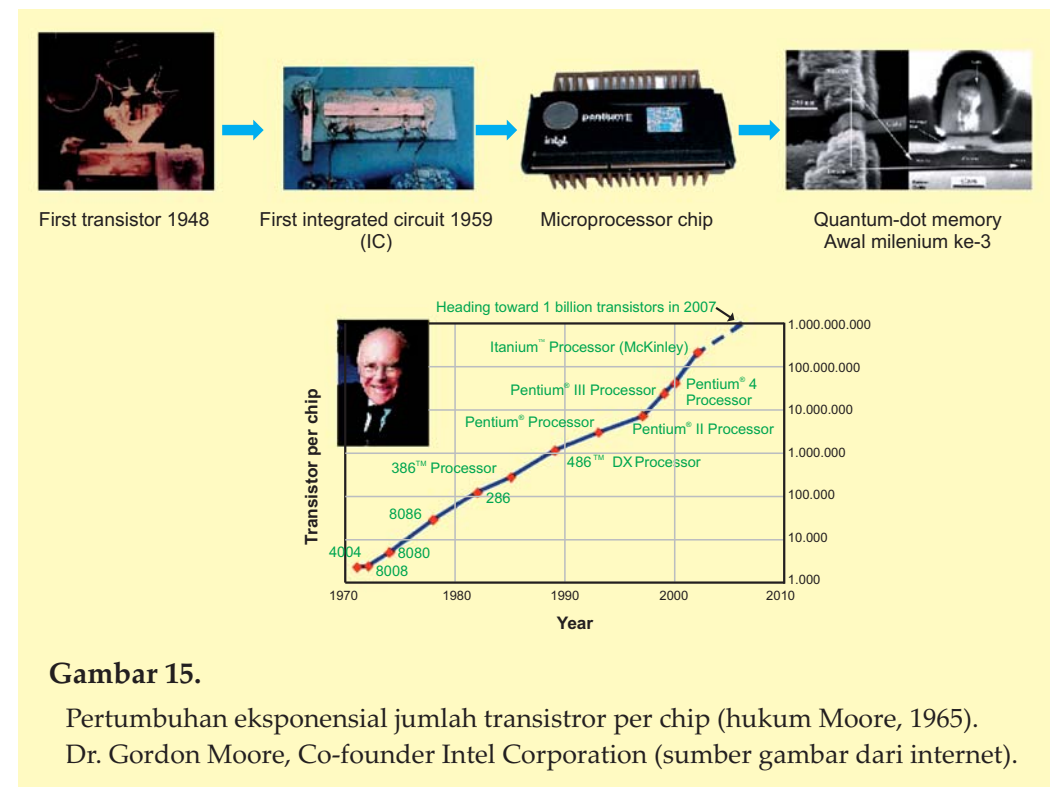 pentium II
intel
First transistor 1948
First integrated circuit 1959
(IC)
Microprocessor chip
Quantum-dot memory
Awal milenium ke-3
Heading toward 1 billion transistors in 2007
1.000.000.000
Itanium™ Processor (McKinley)
100.000.000
Pentium® III Processor
Pentium® 4
Processor
10.000.000
Pentium® Processor
Pentium® II Processor
1.000.000
386™ Processor
486™ DX Processor
100.000
286
8086
10.000
4004
8080
8008
1.000
Transistor per chip
1970
1980
1990
2000
2010
Year
Gambar 15.
Pertumbuhan eksponensial jumlah transistror per chip (hukum Moore, 1965).
Dr. Gordon Moore, Co-founder Intel Corporation (sumber gambar dari internet).